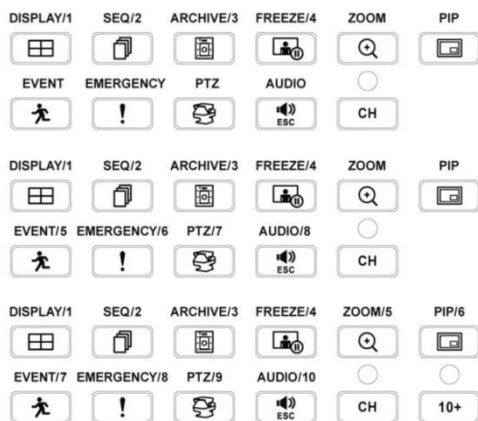 DISPLAY/1 SEQ/2 ARCHIVE/3 FREEZE/4 ZOOM PIP
EVENT EMERGENCY PTZ AUDIO
ESC CH
DISPLAY/1 SEQ/2 ARCHIVE/3 FREEZE/4 ZOOM PIP
EVENT/5 EMERGENCY/6 PTZ/7 AUDIO/8
ESC CH
DISPLAY/1 SEQ/2 ARCHIVE/3 FREEZE/4 ZOOM/5 PIP/6
EVENT/7 EMERGENCY/8 PTZ/9 AUDIO/10
! ESC CH 10+